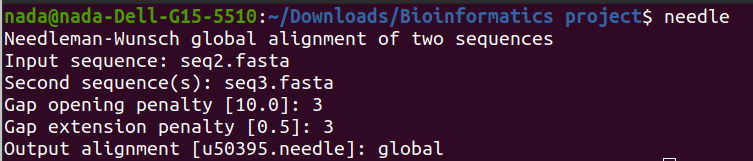 nada@nada-Dell-G15-5510:~/Downloads/Bioinformatics project$ needle
Needleman-Wunsch global alignment of two sequences
Input sequence: seq2.fasta
Second sequence(s): seq3.fasta
Gap opening penalty [10.0]: 3
Gap extension penalty [0.5]: 3
Output alignment [u50395.needle]: global